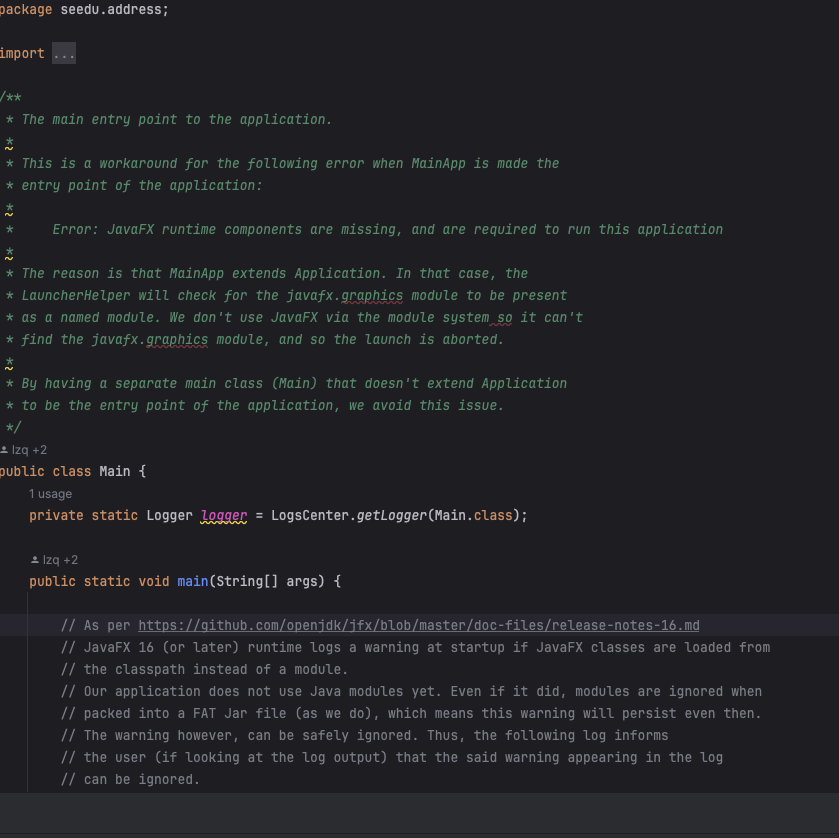 package seedu.address;
import ...
/**
* The main entry point to the application.
*
* This is a workaround for the following error when MainApp is made the
* entry point of the application:
*
*     Error: JavaFX runtime components are missing, and are required to run this application
*
* The reason is that MainApp extends Application. In that case, the
* LauncherHelper will check for the javafx.graphics module to be present
* as a named module. We don't use JavaFX via the module system so it can't
* find the javafx.graphics module, and so the launch is aborted.
*
* By having a separate main class (Main) that doesn't extend Application
* to be the entry point of the application, we avoid this issue.
*/
lzq +2
public class Main {
1 usage
private static Logger logger = LogsCenter.getLogger(Main.class);
lzq +2
public static void main(String[] args) {
// As per https://github.com/openjdk/jfx/blob/master/doc-files/release-notes-16.md
// JavaFX 16 (or later) runtime logs a warning at startup if JavaFX classes are loaded from
// the classpath instead of a module.
// Our application does not use Java modules yet. Even if it did, modules are ignored when
// packed into a FAT Jar file (as we do), which means this warning will persist even then.
// The warning however, can be safely ignored. Thus, the following log informs
// the user (if looking at the log output) that the said warning appearing in the log
// can be ignored.